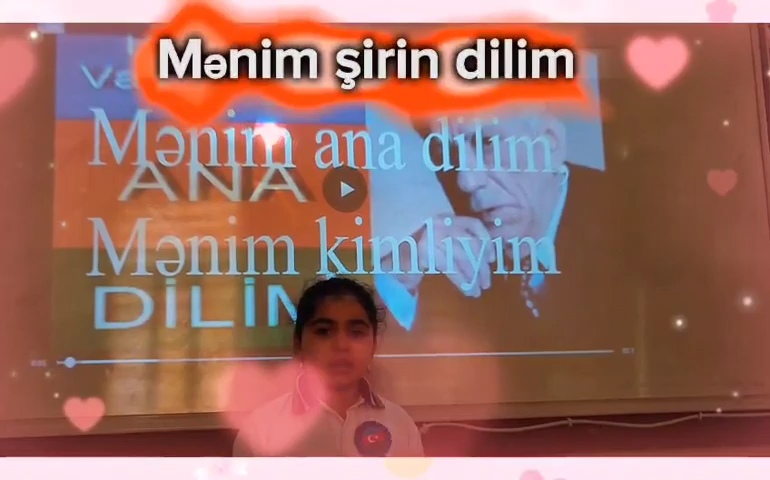 Mənim şirin dilim
Mənim ana dilim,
ANA
Mənim kimliyim
DİLİM